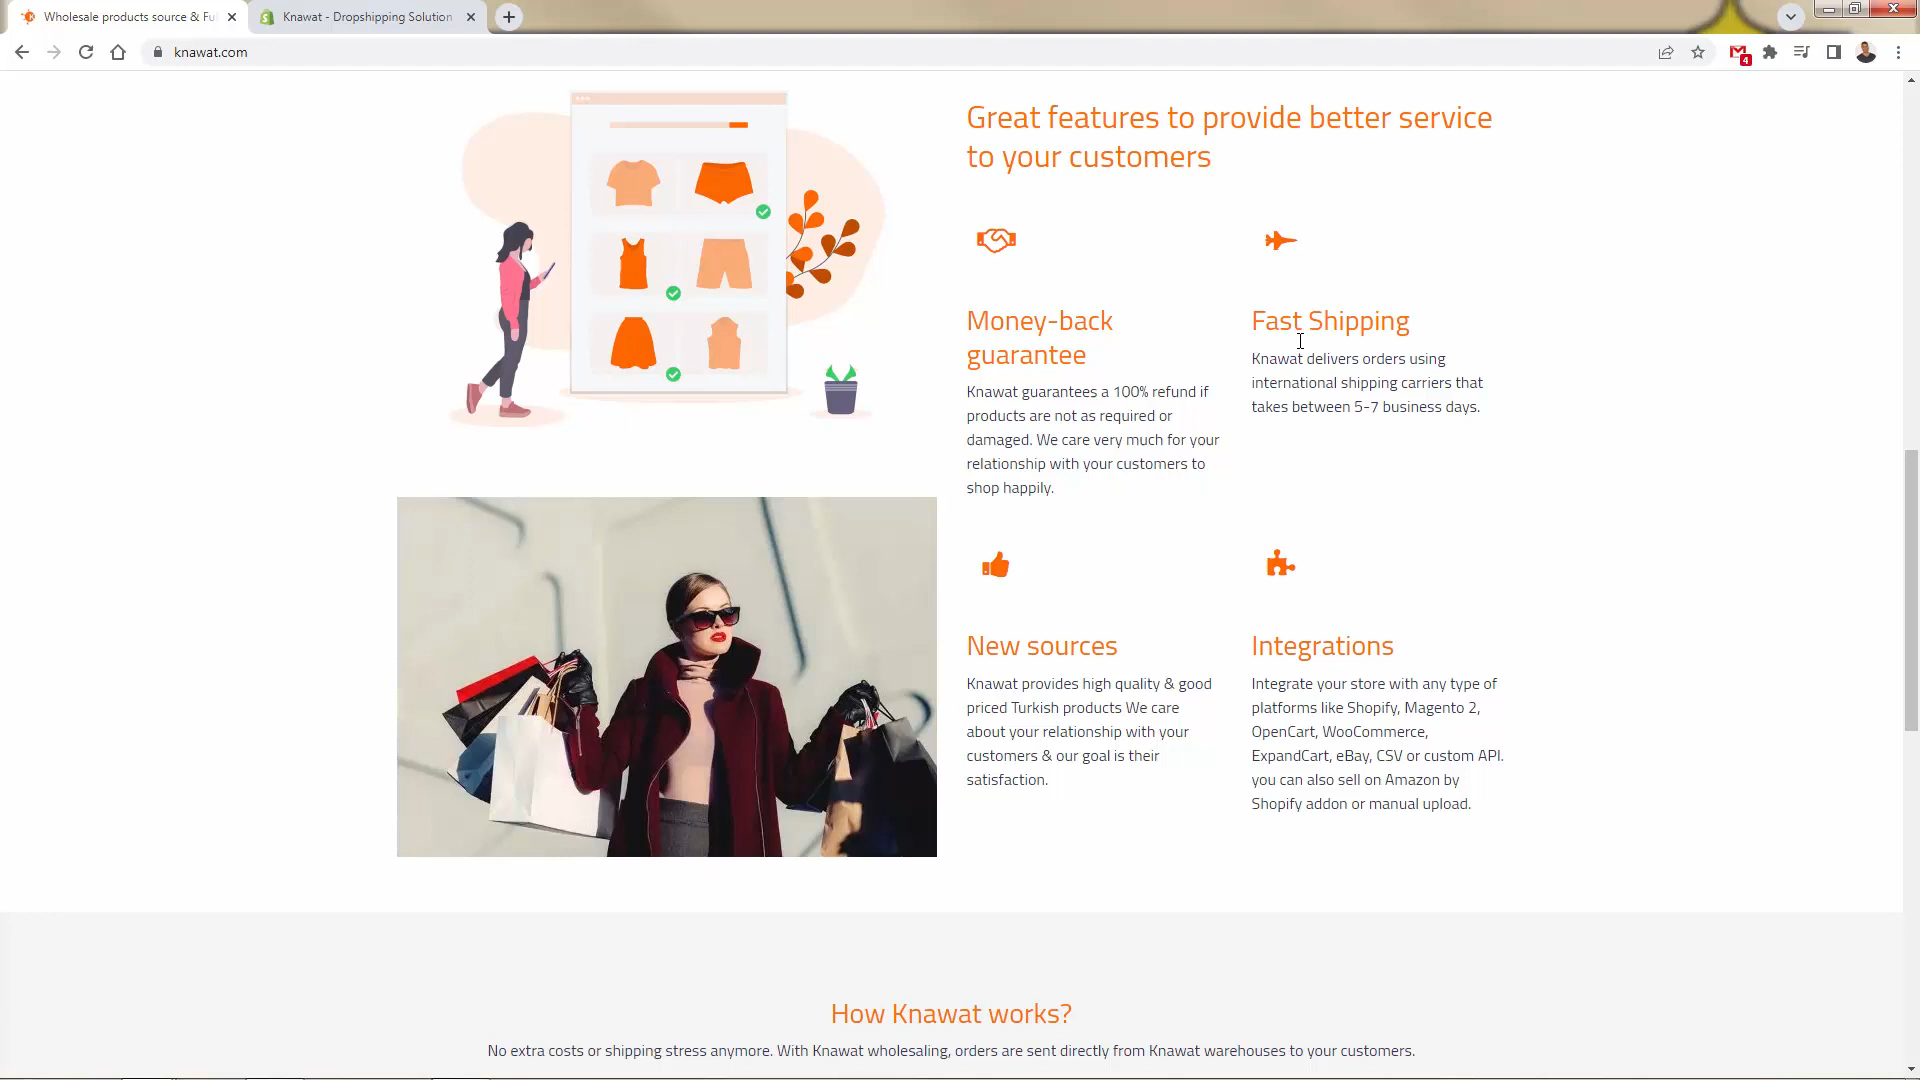 Wholesale products source & Fu
Knawat - Dropshipping Solution
knawat.com
4
Great features to provide better service
to your customers
Money-back
guarantee
Knawat guarantees a 100% refund if
products are not as required or
damaged. We care very much for your
relationship with your customers to
shop happily.
Fast Shipping
Knawat delivers orders using
international shipping carriers that
takes between 5-7 business days.
New sources
Knawat provides high quality & good
priced Turkish products We care
about your relationship with your
customers & our goal is their
satisfaction.
Integrations
Integrate your store with any type of
platforms like Shopify, Magento 2,
OpenCart, WooCommerce,
ExpandCart, eBay, CSV or custom API.
you can also sell on Amazon by
Shopify addon or manual upload.
How Knawat works?
No extra costs or shipping stress anymore. With Knawat wholesaling, orders are sent directly from Knawat warehouses to your customers.